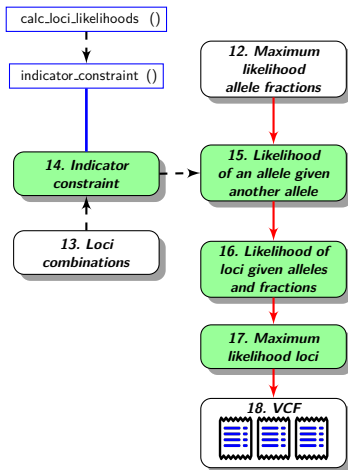 calc_loci_likelihoods ()
indicator_constraint ()
12. Maximum
likelihood
allele fractions
14. Indicator
constraint
15. Likelihood
of an allele given
another allele
13. Loci
combinations
16. Likelihood of
loci given alleles
and fractions
17. Maximum
likelihood loci
18. VCF